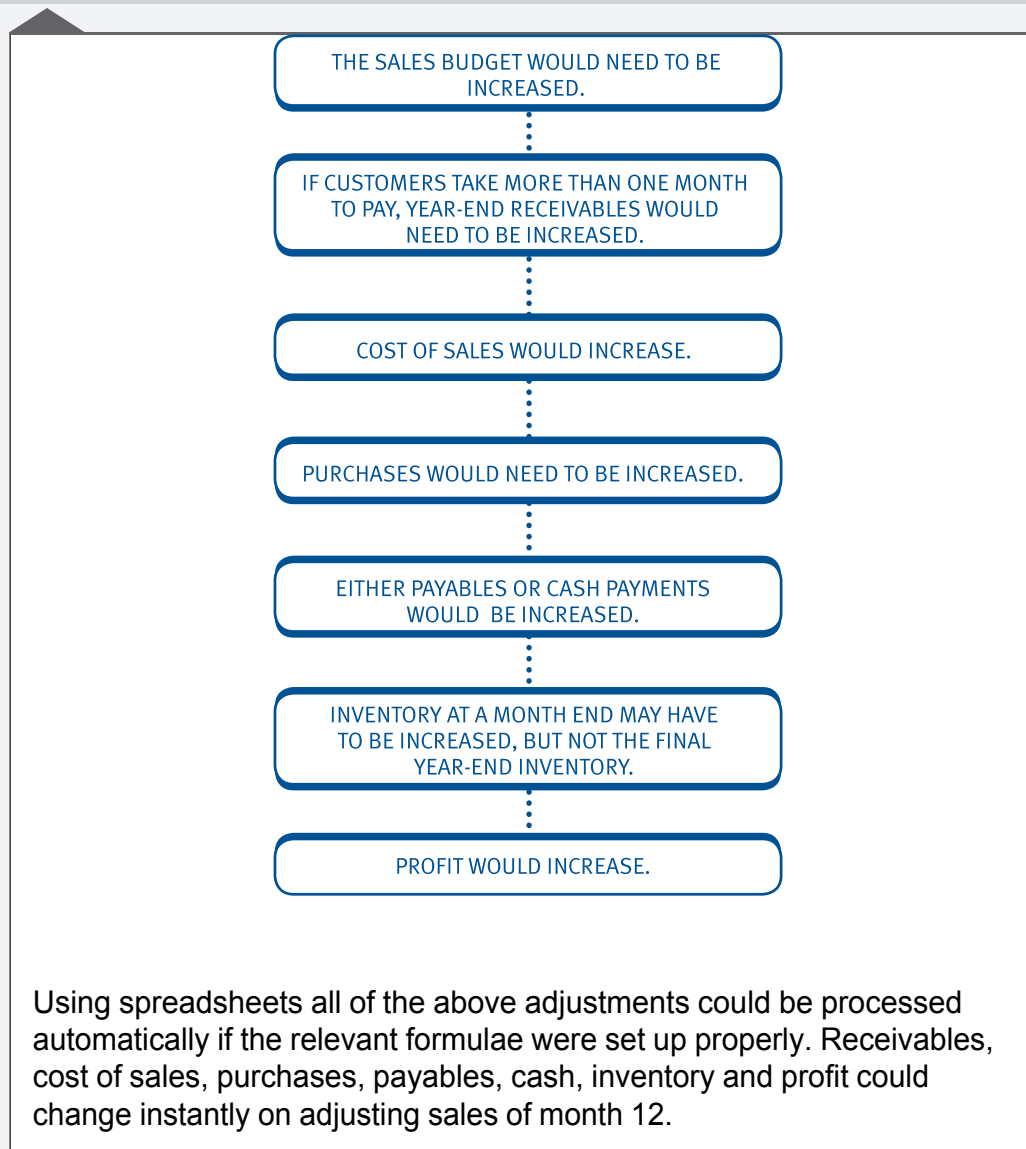 THE SALES BUDGET WOULD NEED TO BE
INCREASED.
IF CUSTOMERS TAKE MORE THAN ONE MONTH
TO PAY, YEAR-END RECEIVABLES WOULD
NEED TO BE INCREASED.
COST OF SALES WOULD INCREASE.
PURCHASES WOULD NEED TO BE INCREASED.
EITHER PAYABLES OR CASH PAYMENTS
WOULD BE INCREASED.
INVENTORY AT A MONTH END MAY HAVE
TO BE INCREASED, BUT NOT THE FINAL
YEAR-END INVENTORY.
PROFIT WOULD INCREASE.
Using spreadsheets all of the above adjustments could be processed
automatically if the relevant formulae were set up properly. Receivables,
cost of sales, purchases, payables, cash, inventory and profit could
change instantly on adjusting sales of month 12.